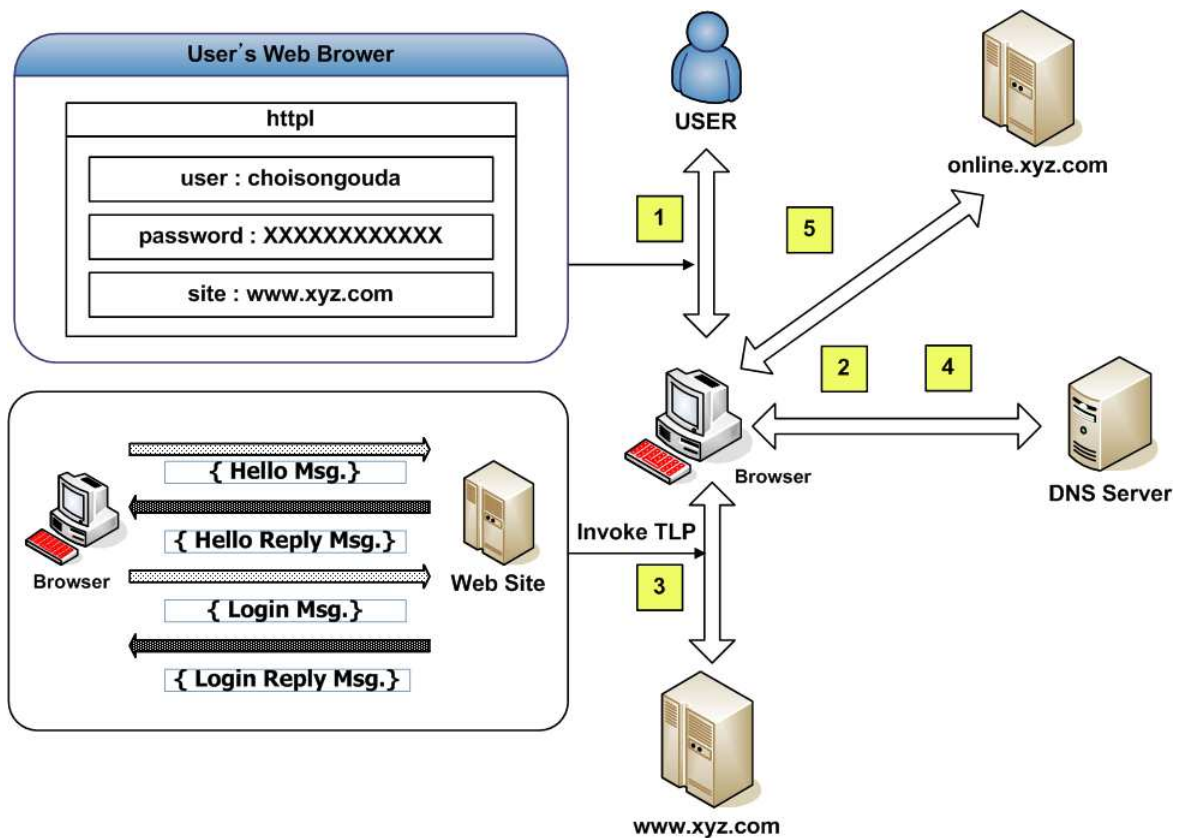 User's Web Brower
httpl
user : choisongouda
password : XXXXXXXXXXXX
site : www.xyz.com
USER
online.xyz.com
1
5
2
4
Browser
DNS Server
{ Hello Msg.}
{ Hello Reply Msg.}
Browser
Web Site
{ Login Msg.}
{ Login Reply Msg.}
Invoke TLP
3
www.xyz.com